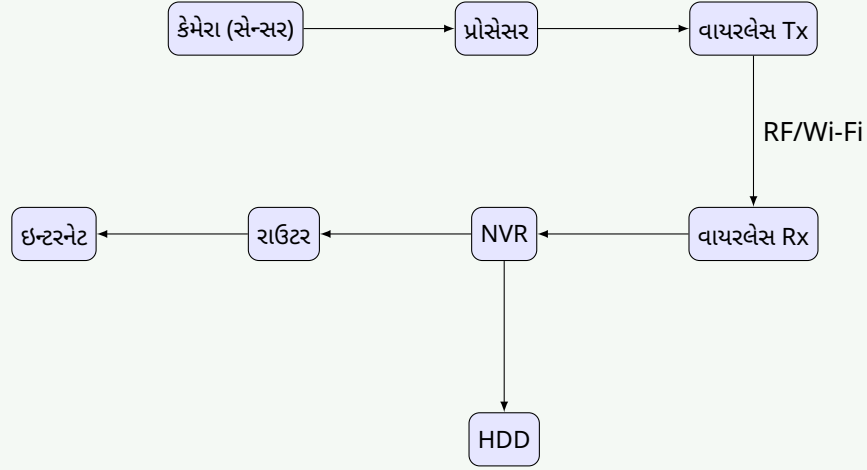 કેમેરા (સેન્સર)
પ્રોસેસર
વાયરલેસ Tx
RF/Wi-Fi
ઇન્ટરનેટ
રાઉટર
NVR
વાયરલેસ Rx
HDD